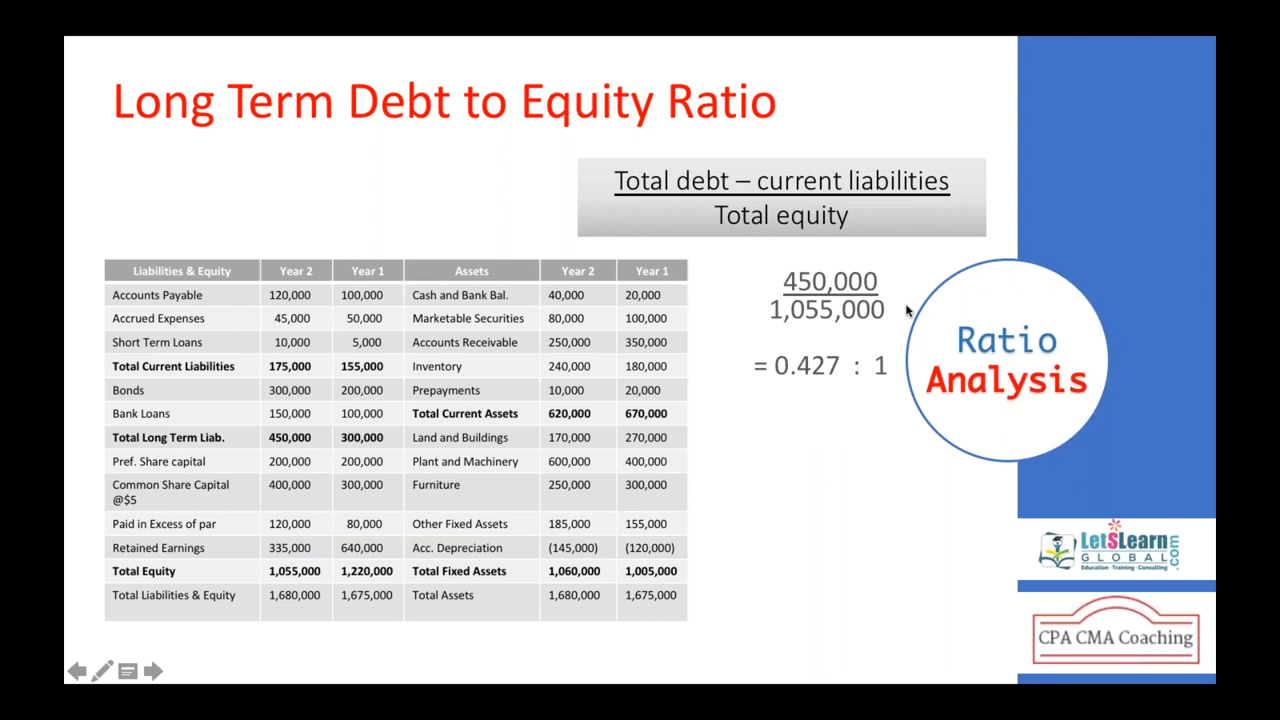 Long Term Debt to Equity Ratio
Total debt – current liabilities
Total equity
Liabilities & Equity Year 2 Year 1 Assets Year 2 Year 1
Accounts Payable 120,000 100,000 Cash and Bank Bal. 40,000 20,000
Accrued Expenses 45,000 50,000 Marketable Securities 80,000 100,000
Short Term Loans 10,000 5,000 Accounts Receivable 250,000 350,000
Total Current Liabilities 175,000 155,000 Inventory 240,000 180,000
Bonds 300,000 200,000 Prepayments 10,000 20,000
Bank Loans 150,000 100,000 Total Current Assets 620,000 670,000
Total Long Term Liab. 450,000 300,000 Land and Buildings 170,000 270,000
Pref. Share capital 200,000 200,000 Plant and Machinery 600,000 400,000
Common Share Capital 400,000 300,000 Furniture 250,000 300,000
@$5
Paid in Excess of par 120,000 80,000 Other Fixed Assets 185,000 155,000
Retained Earnings 335,000 640,000 Acc. Depreciation (145,000) (120,000)
Total Equity 1,055,000 1,220,000 Total Fixed Assets 1,060,000 1,005,000
Total Liabilities & Equity 1,680,000 1,675,000 Total Assets 1,680,000 1,675,000
450,000
1,055,000
= 0.427 : 1
Ratio
Analysis
LetSLearn
GLOBAL.com
Education · Training · Consulting
CPA CMA Coaching